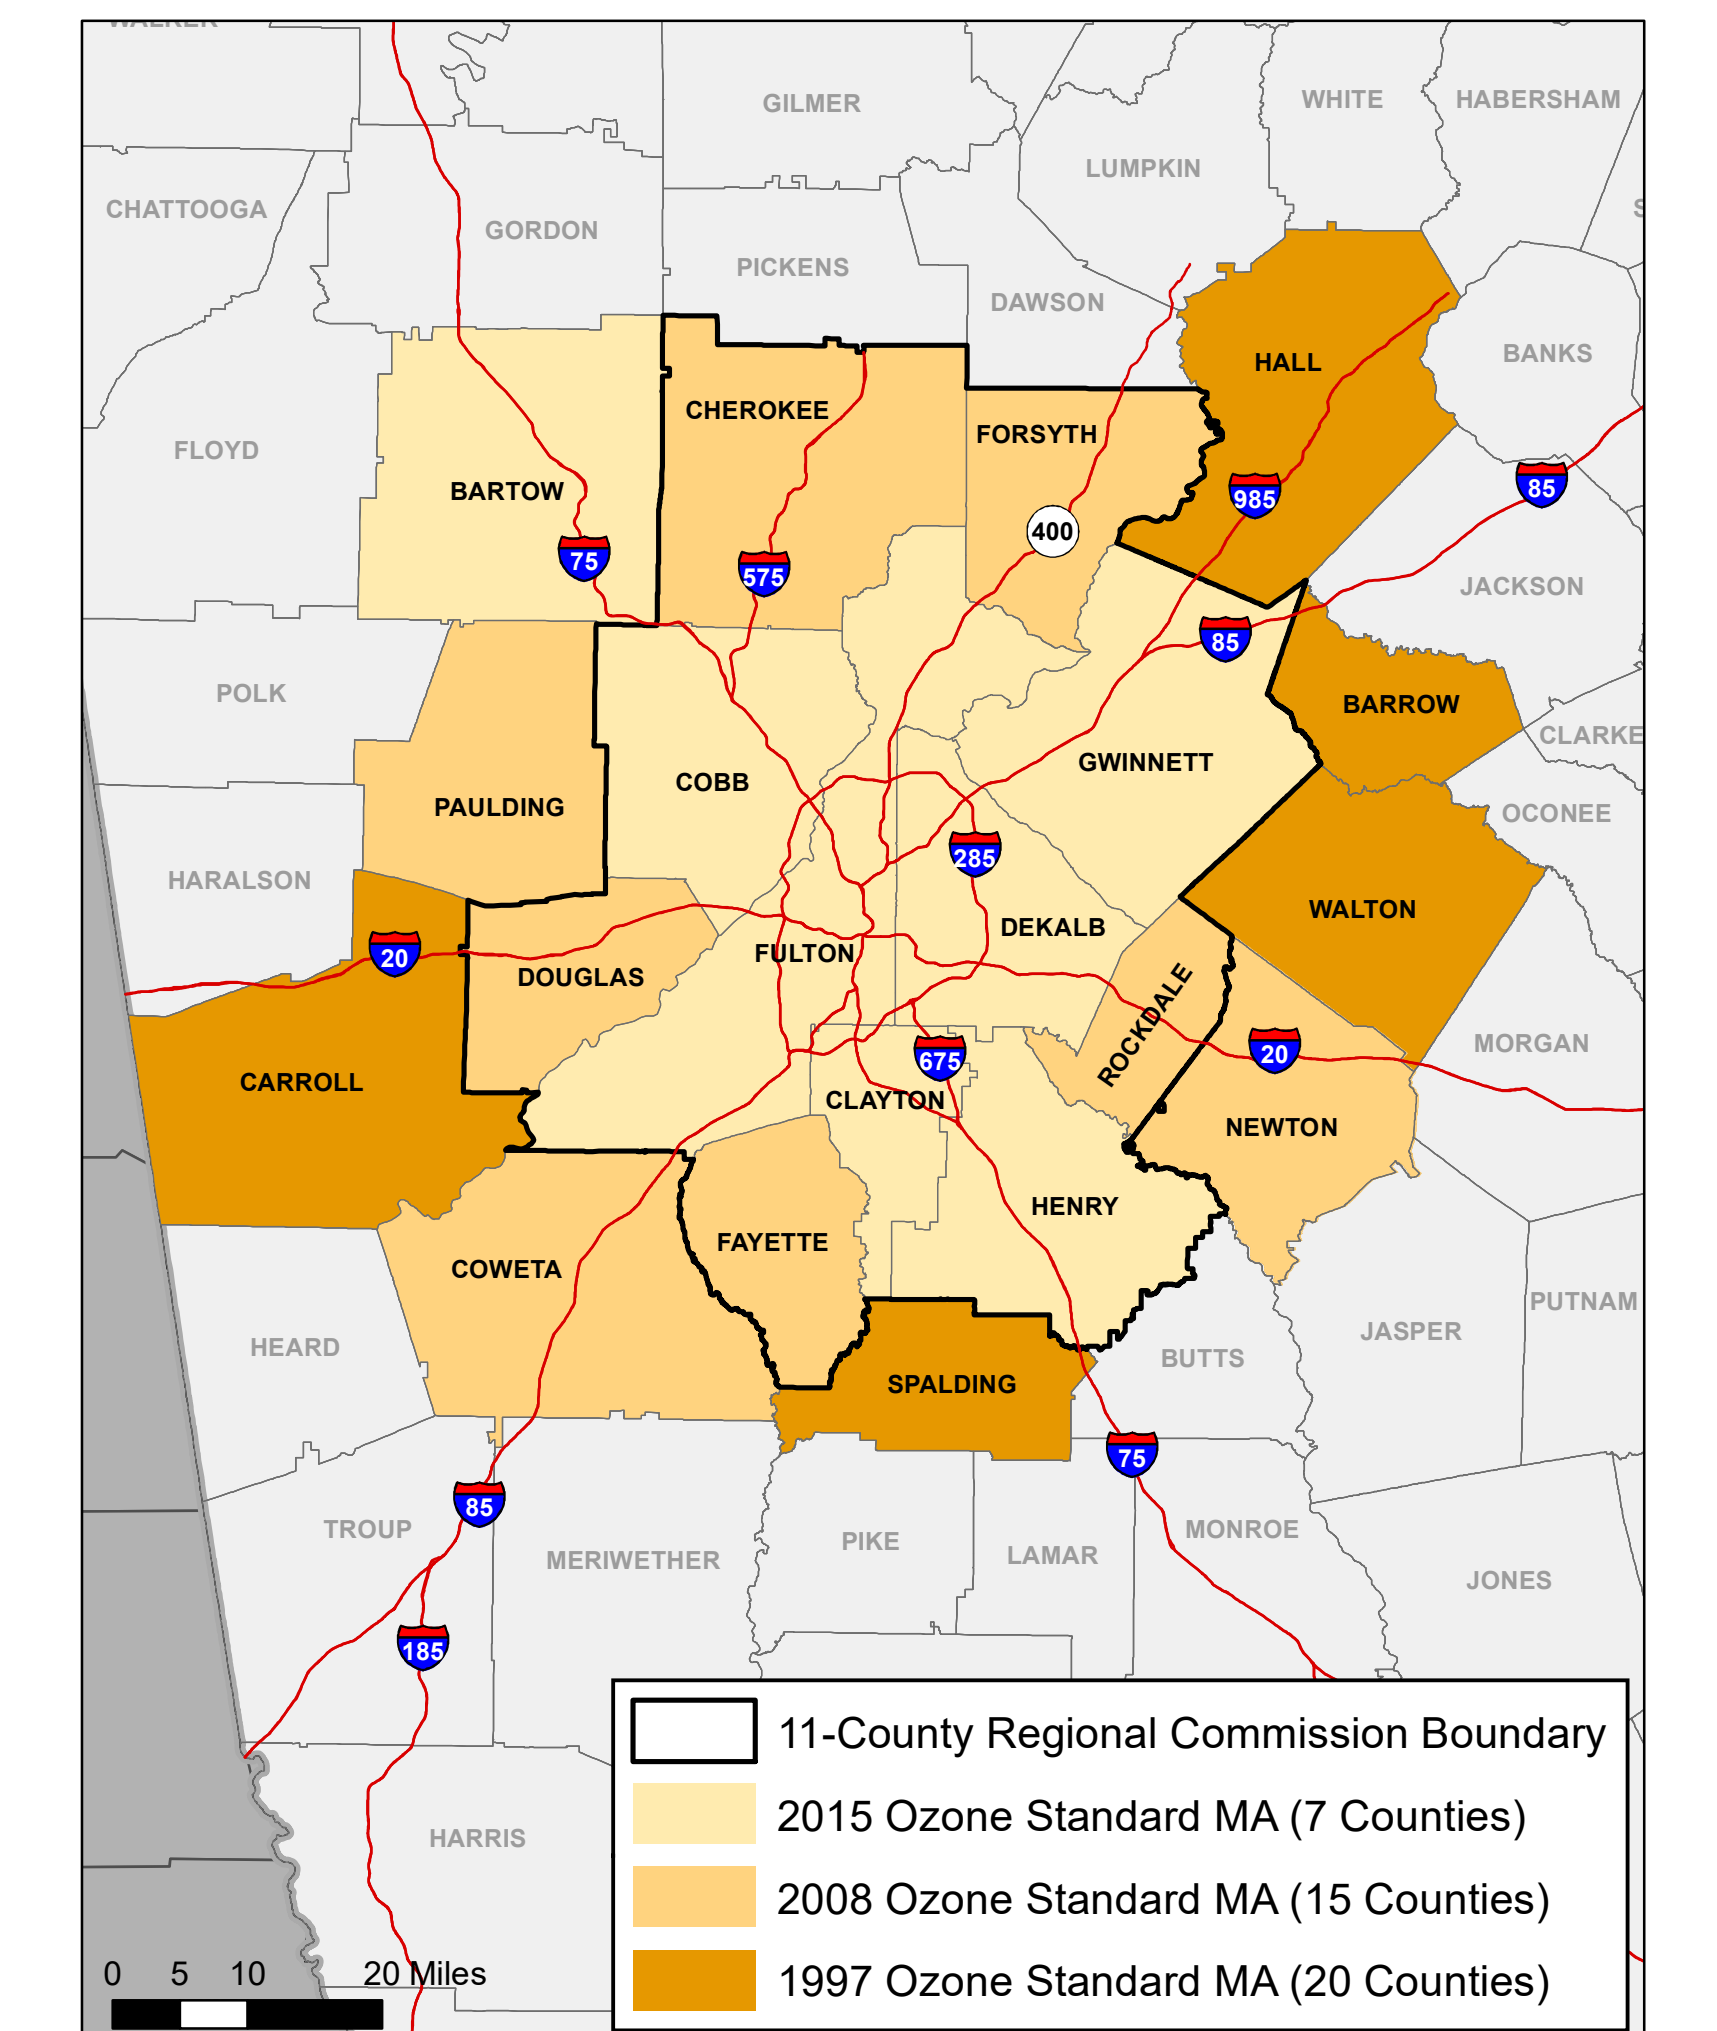 WALKER
GILMER
WHITE
HABERSHAM
LUMPKIN
CHATTOOGA
GORDON
PICKENS
DAWSON
HALL
BANKS
CHEROKEE
FORSYTH
FLOYD
BARTOW
985
85
400
75
575
JACKSON
85
POLK
BARROW
CLARKE
GWINNETT
COBB
PAULDING
OCONEE
285
HARALSON
WALTON
DEKALB
FULTON
20
DOUGLAS
ROCKDALE
MORGAN
20
675
CARROLL
CLAYTON
NEWTON
HENRY
FAYETTE
COWETA
PUTNAM
JASPER
HEARD
BUTTS
SPALDING
75
85
TROUP
MONROE
PIKE
LAMAR
MERIWETHER
JONES
185
11-County Regional Commission Boundary
2015 Ozone Standard MA (7 Counties)
HARRIS
2008 Ozone Standard MA (15 Counties)
0 5 10 20 Miles
1997 Ozone Standard MA (20 Counties)